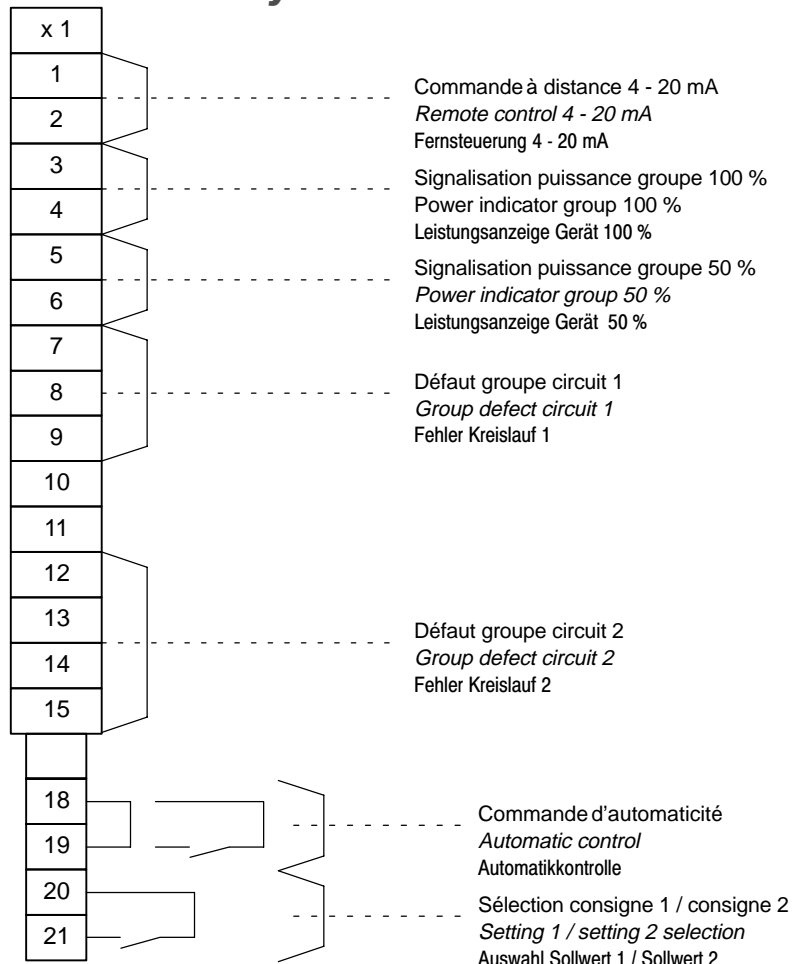 x 1
1
2
3
4
5
6
7
8
9
10
11
12
13
14
15
18
19
20
21
Commande à distance 4 - 20 mA
Remote control 4 - 20 mA
Fernsteuerung 4 - 20 mA
Signalisation puissance groupe 100 %
Power indicator group 100 %
Leistungsanzeige Gerät 100 %
Signalisation puissance groupe 50 %
Power indicator group 50 %
Leistungsanzeige Gerät 50 %
Défaut groupe circuit 1
Group defect circuit 1
Fehler Kreislauf 1
Défaut groupe circuit 2
Group defect circuit 2
Fehler Kreislauf 2
Commande d'automaticité
Automatic control
Automatikkontrolle
Sélection consigne 1 / consigne 2
Setting 1 / setting 2 selection
Auswahl Sollwert 1 / Sollwert 2